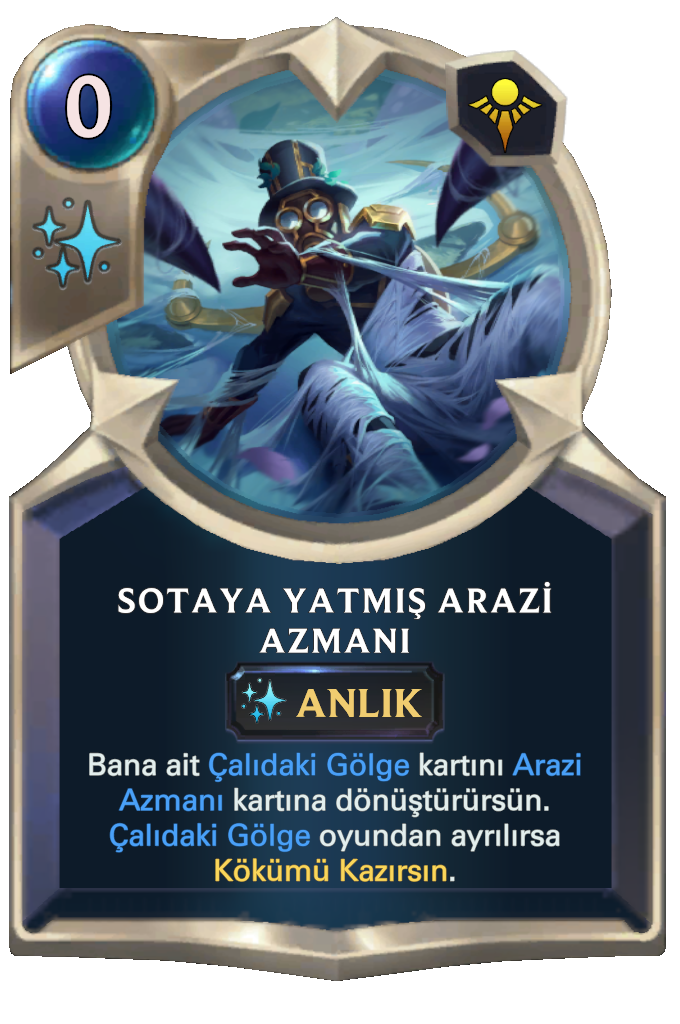 0
SOTAYA YATMIŞ ARAZİ
AZMANI
ANLIK
Bana ait Çalıdaki Gölge kartını Arazi
Azmanı kartına dönüştürürsün.
Çalıdaki Gölge oyundan ayrılırsa
Kökümü Kazırsın.